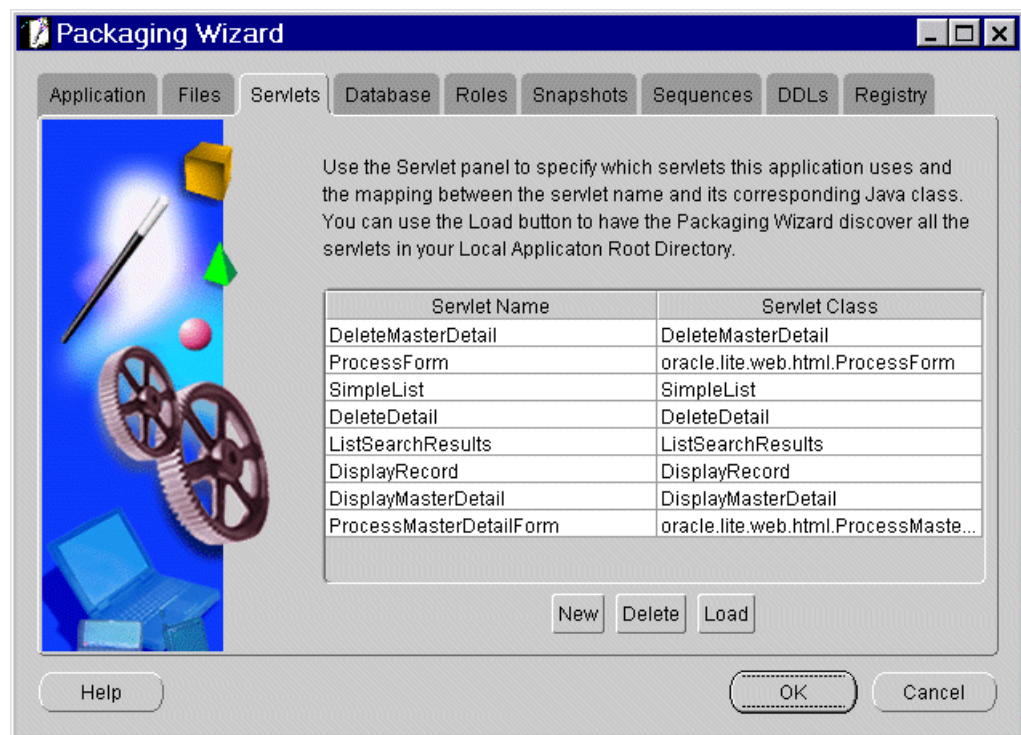 Packaging Wizard
Application Files Servlets Database Roles Snapshots Sequences DDLs Registry
Use the Servlet panel to specify which servlets this application uses and
the mapping between the servlet name and its corresponding Java class.
You can use the Load button to have the Packaging Wizard discover all the
servlets in your Local Applicaton Root Directory.
Servlet Name Servlet Class
DeleteMasterDetail DeleteMasterDetail
ProcessForm oracle.lite.web.html.ProcessForm
SimpleList SimpleList
DeleteDetail DeleteDetail
ListSearchResults ListSearchResults
DisplayRecord DisplayRecord
DisplayMasterDetail DisplayMasterDetail
ProcessMasterDetailForm oracle.lite.web.html.ProcessMaste...
New Delete Load
Help OK Cancel